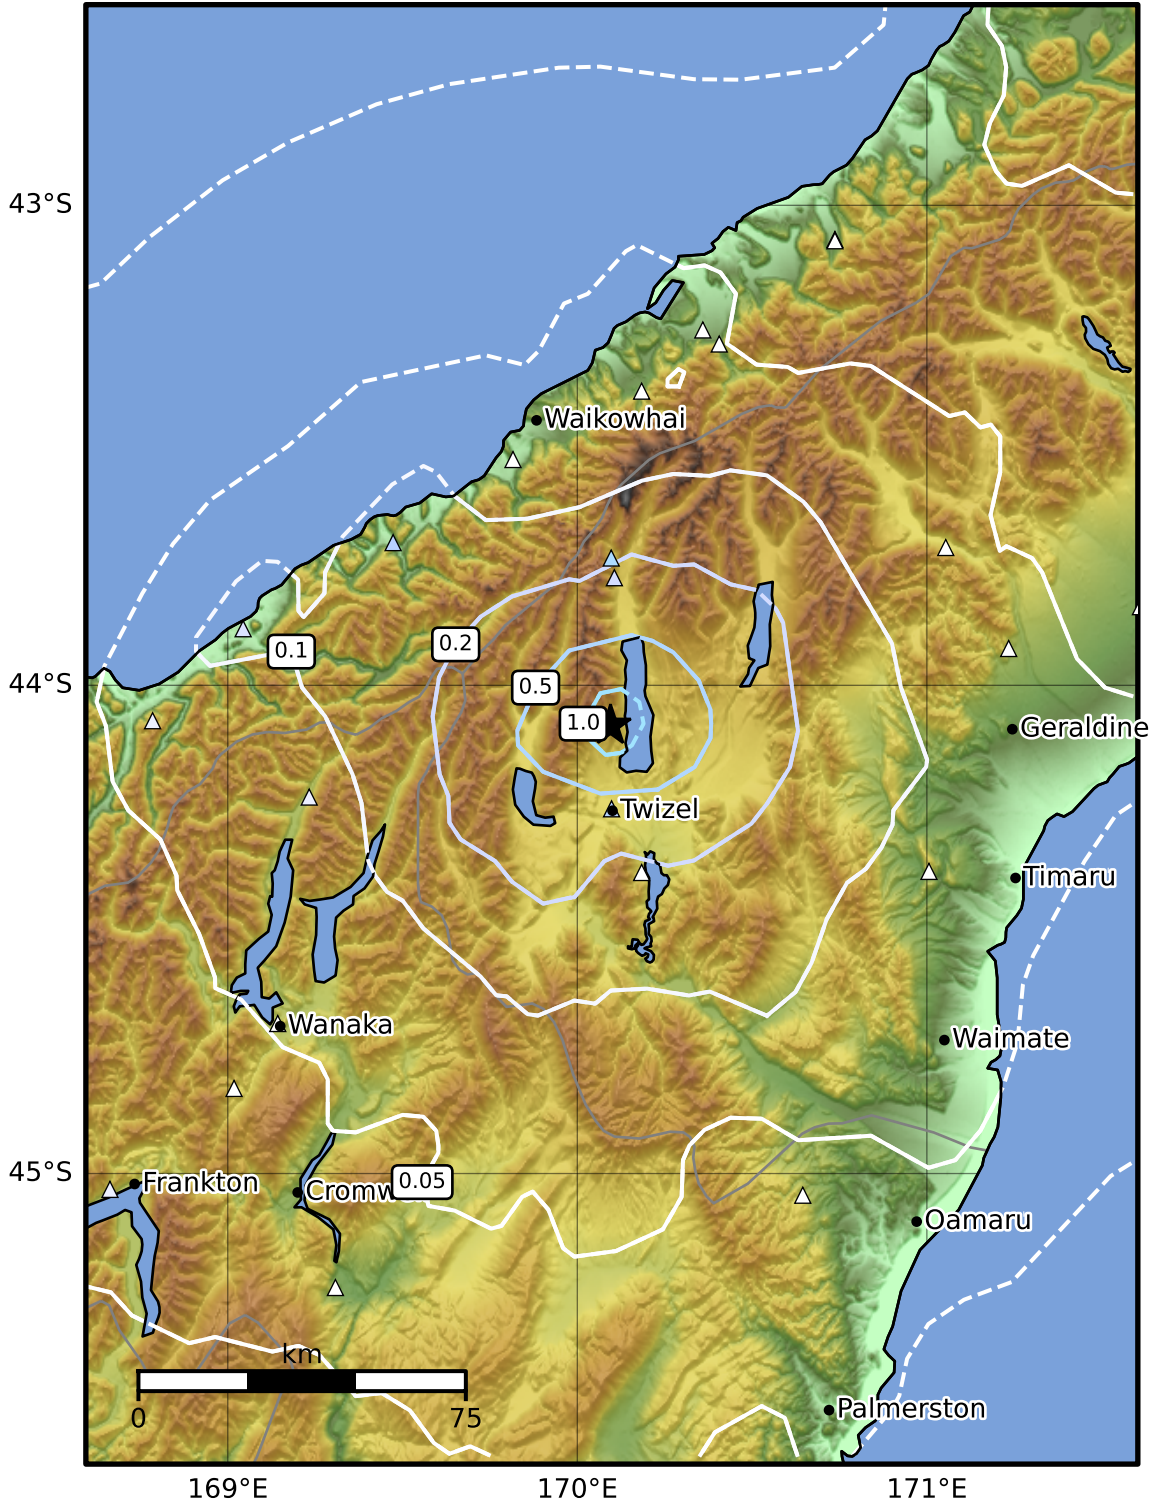 43°S
Waikowhai
0.1
0.2
0.5
44°S
1.0
Geraldine
Twizel
Timaru
Wanaka
Waimate
45°S
Frankton
Cromw
0.05
Oamaru
km
0
75
Palmerston
169°E
170°E
171°E